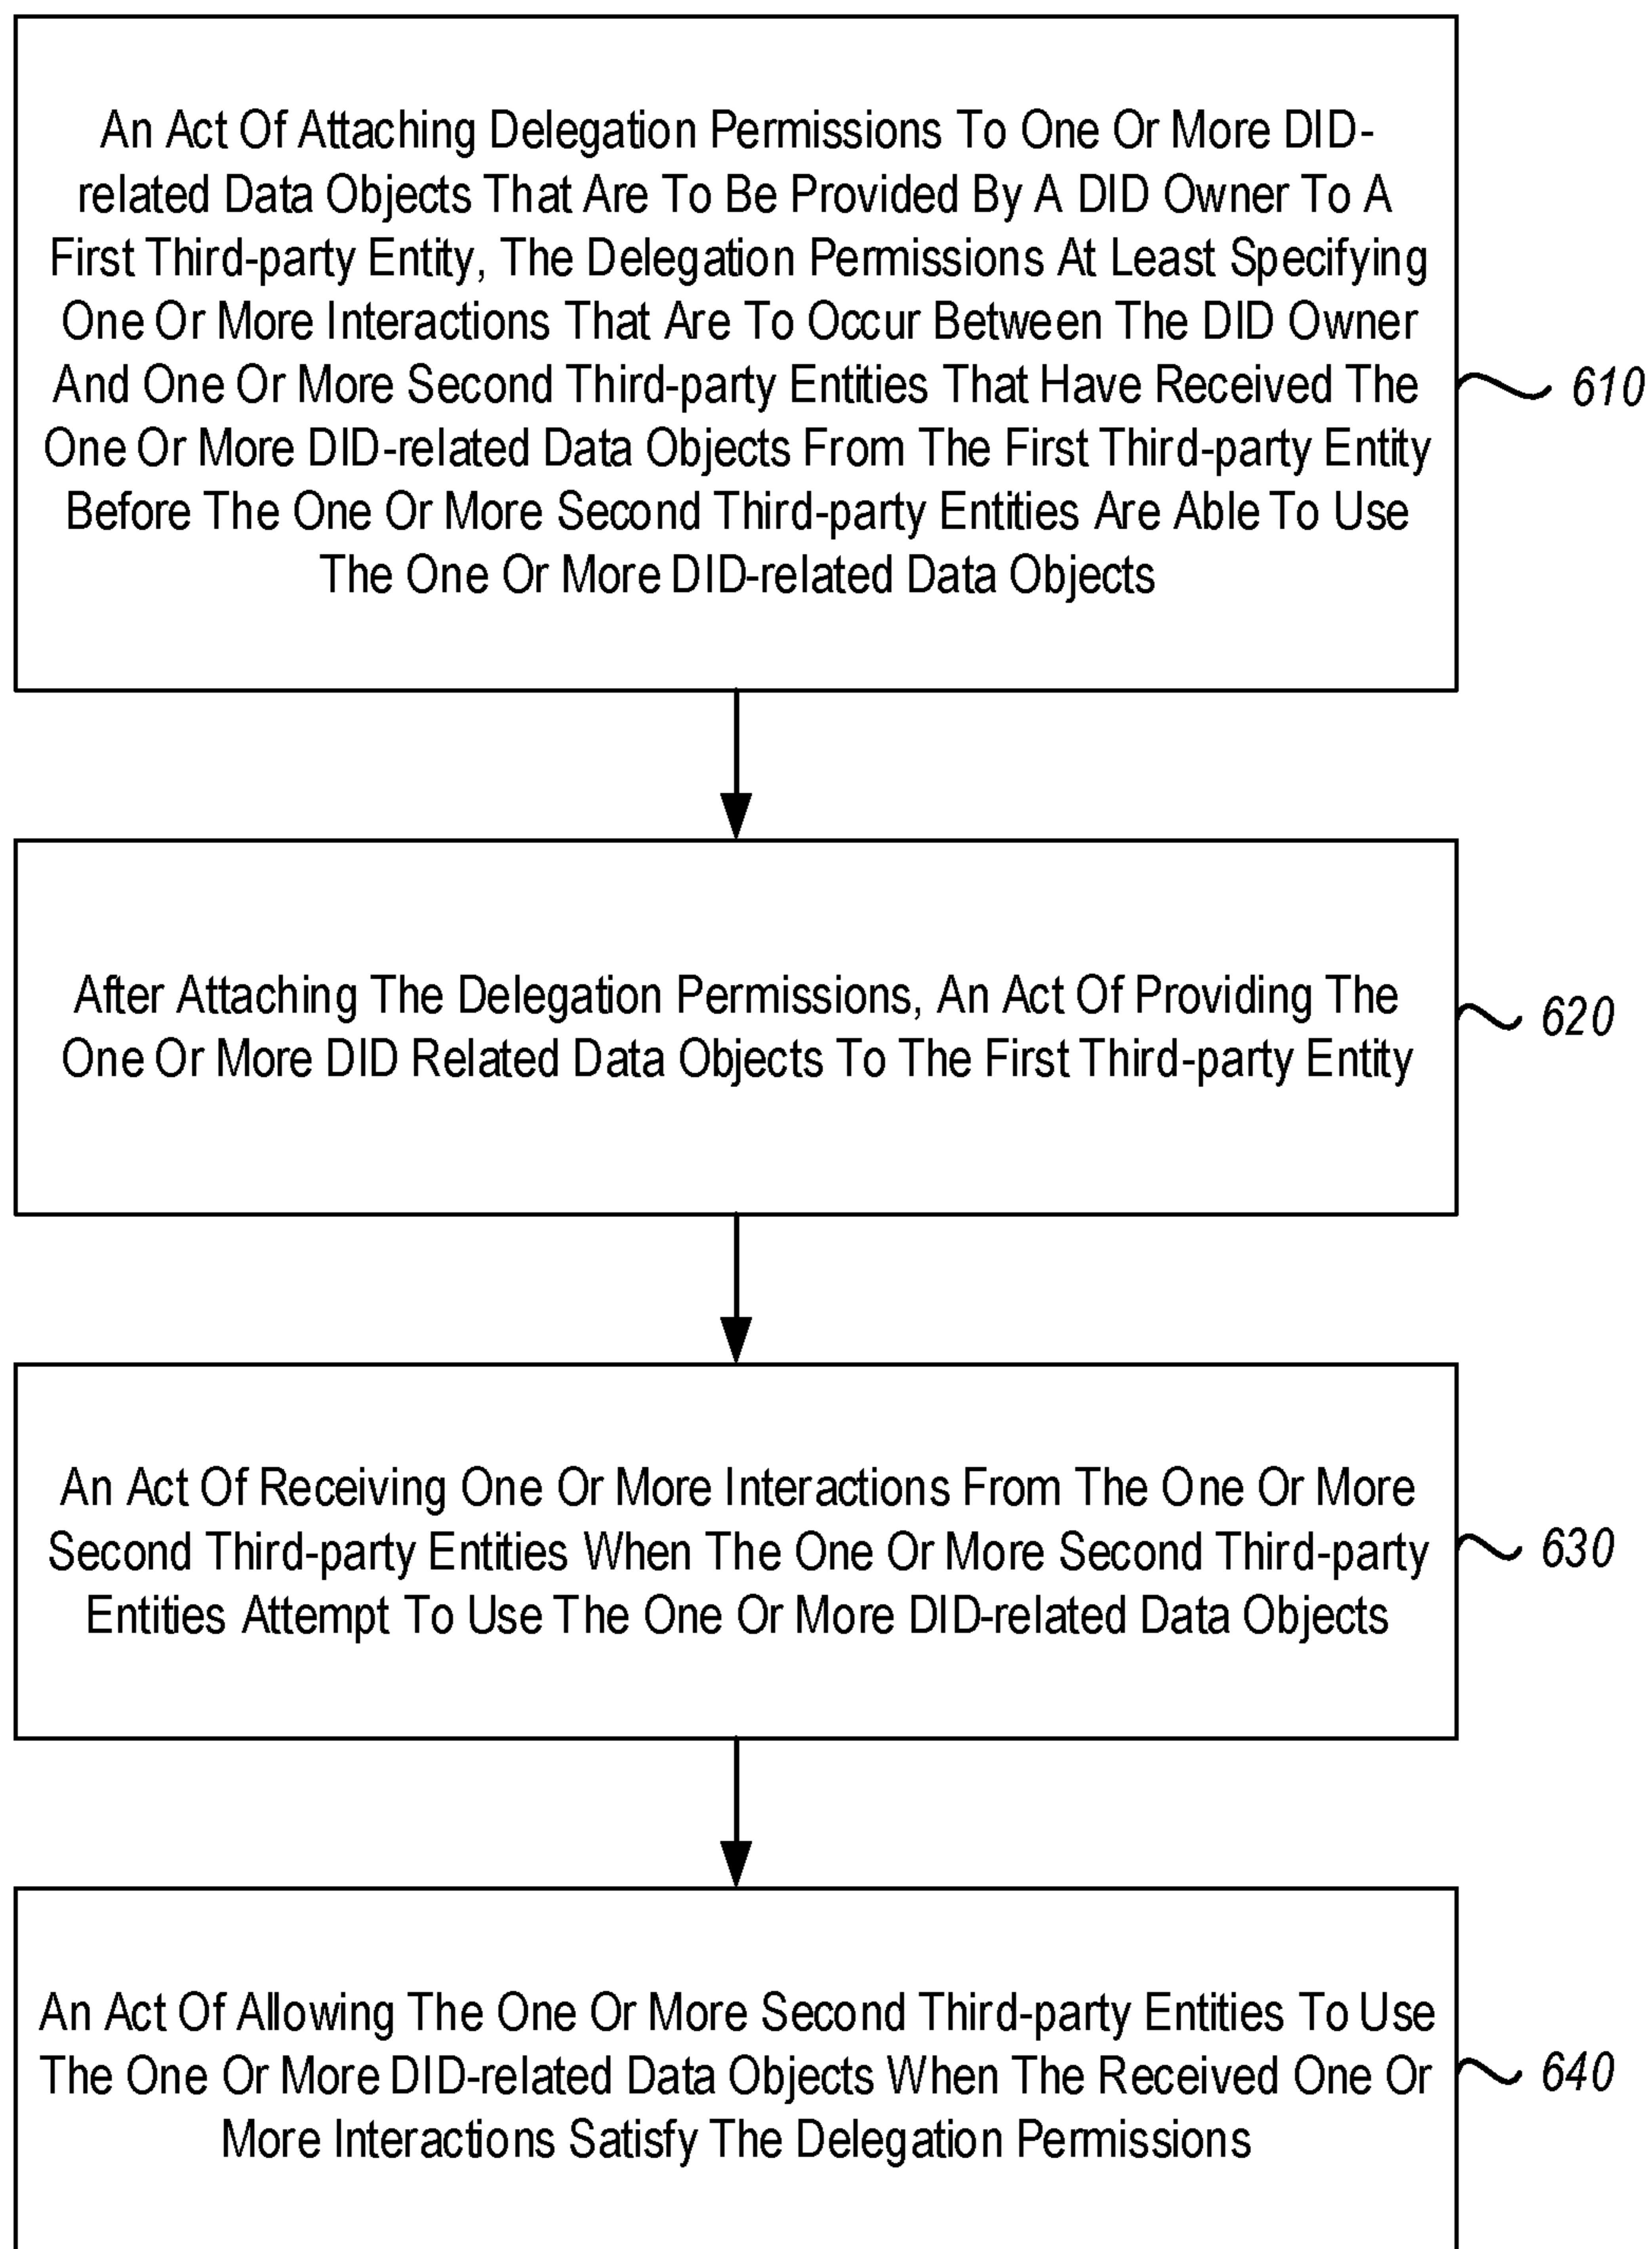 An Act Of Attaching Delegation Permissions To One Or More DID-
related Data Objects That Are To Be Provided By A DID Owner To A
First Third-party Entity, The Delegation Permissions At Least Specifying
One Or More Interactions That Are To Occur Between The DID Owner
And One Or More Second Third-party Entities That Have Received The
One Or More DID-related Data Objects From The First Third-party Entity
Before The One Or More Second Third-party Entities Are Able To Use
The One Or More DID-related Data Objects
610
After Attaching The Delegation Permissions, An Act Of Providing The
One Or More DID Related Data Objects To The First Third-party Entity
620
An Act Of Receiving One Or More Interactions From The One Or More
Second Third-party Entities When The One Or More Second Third-party
Entities Attempt To Use The One Or More DID-related Data Objects
630
An Act Of Allowing The One Or More Second Third-party Entities To Use
The One Or More DID-related Data Objects When The Received One Or
More Interactions Satisfy The Delegation Permissions
640